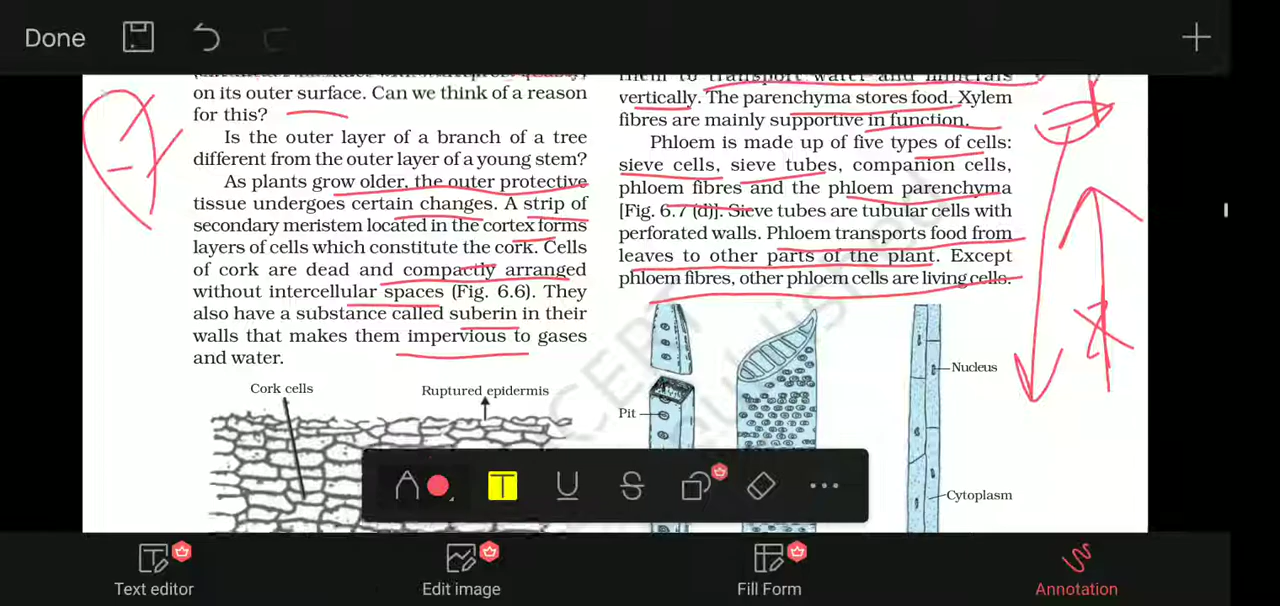 Done
on its outer surface. Can we think of a reason
for this?
Is the outer layer of a branch of a tree
different from the outer layer of a young stem?
As plants grow older, the outer protective
tissue undergoes certain changes. A strip of
secondary meristem located in the cortex forms
layers of cells which constitute the cork. Cells
of cork are dead and compactly arranged
without intercellular spaces (Fig. 6.6). They
also have a substance called suberin in their
walls that makes them impervious to gases
and water.
Cork cells
Ruptured epidermis
them to transport water and minerals
vertically. The parenchyma stores food. Xylem
fibres are mainly supportive in function.
Phloem is made up of five types of cells:
sieve cells, sieve tubes, companion cells,
phloem fibres and the phloem parenchyma
[Fig. 6.7 (d)]. Sieve tubes are tubular cells with
perforated walls. Phloem transports food from
leaves to other parts of the plant. Except
phloem fibres, other phloem cells are living cells.
Pit
Nucleus
Cytoplasm
T
U
S
Text editor
Edit image
Fill Form
Annotation